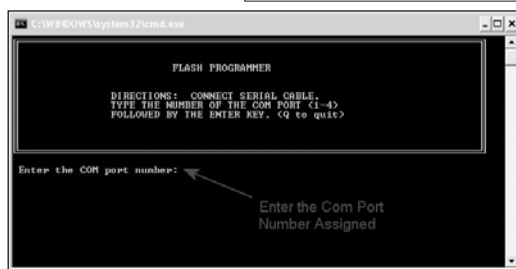 C:\WINDOWS\system32\cmd.exe
FLASH PROGRAMMER
DIRECTIONS: CONNECT SERIAL CABLE.
TYPE THE NUMBER OF THE COM PORT (1-4)
FOLLOWED BY THE ENTER KEY. (Q to quit)
Enter the COM port number:
Enter the Com Port
Number Assigned